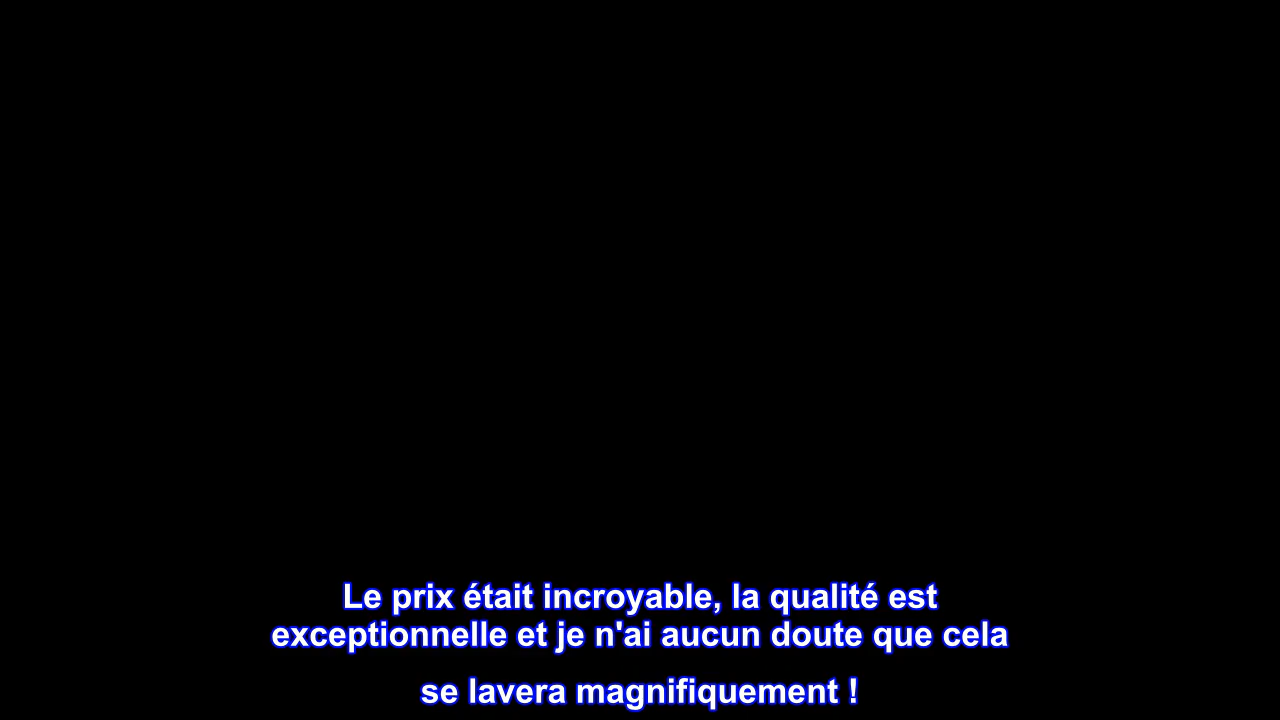 Le prix était incroyable, la qualité est
exceptionnelle et je n'ai aucun doute que cela
se lavera magnifiquement !